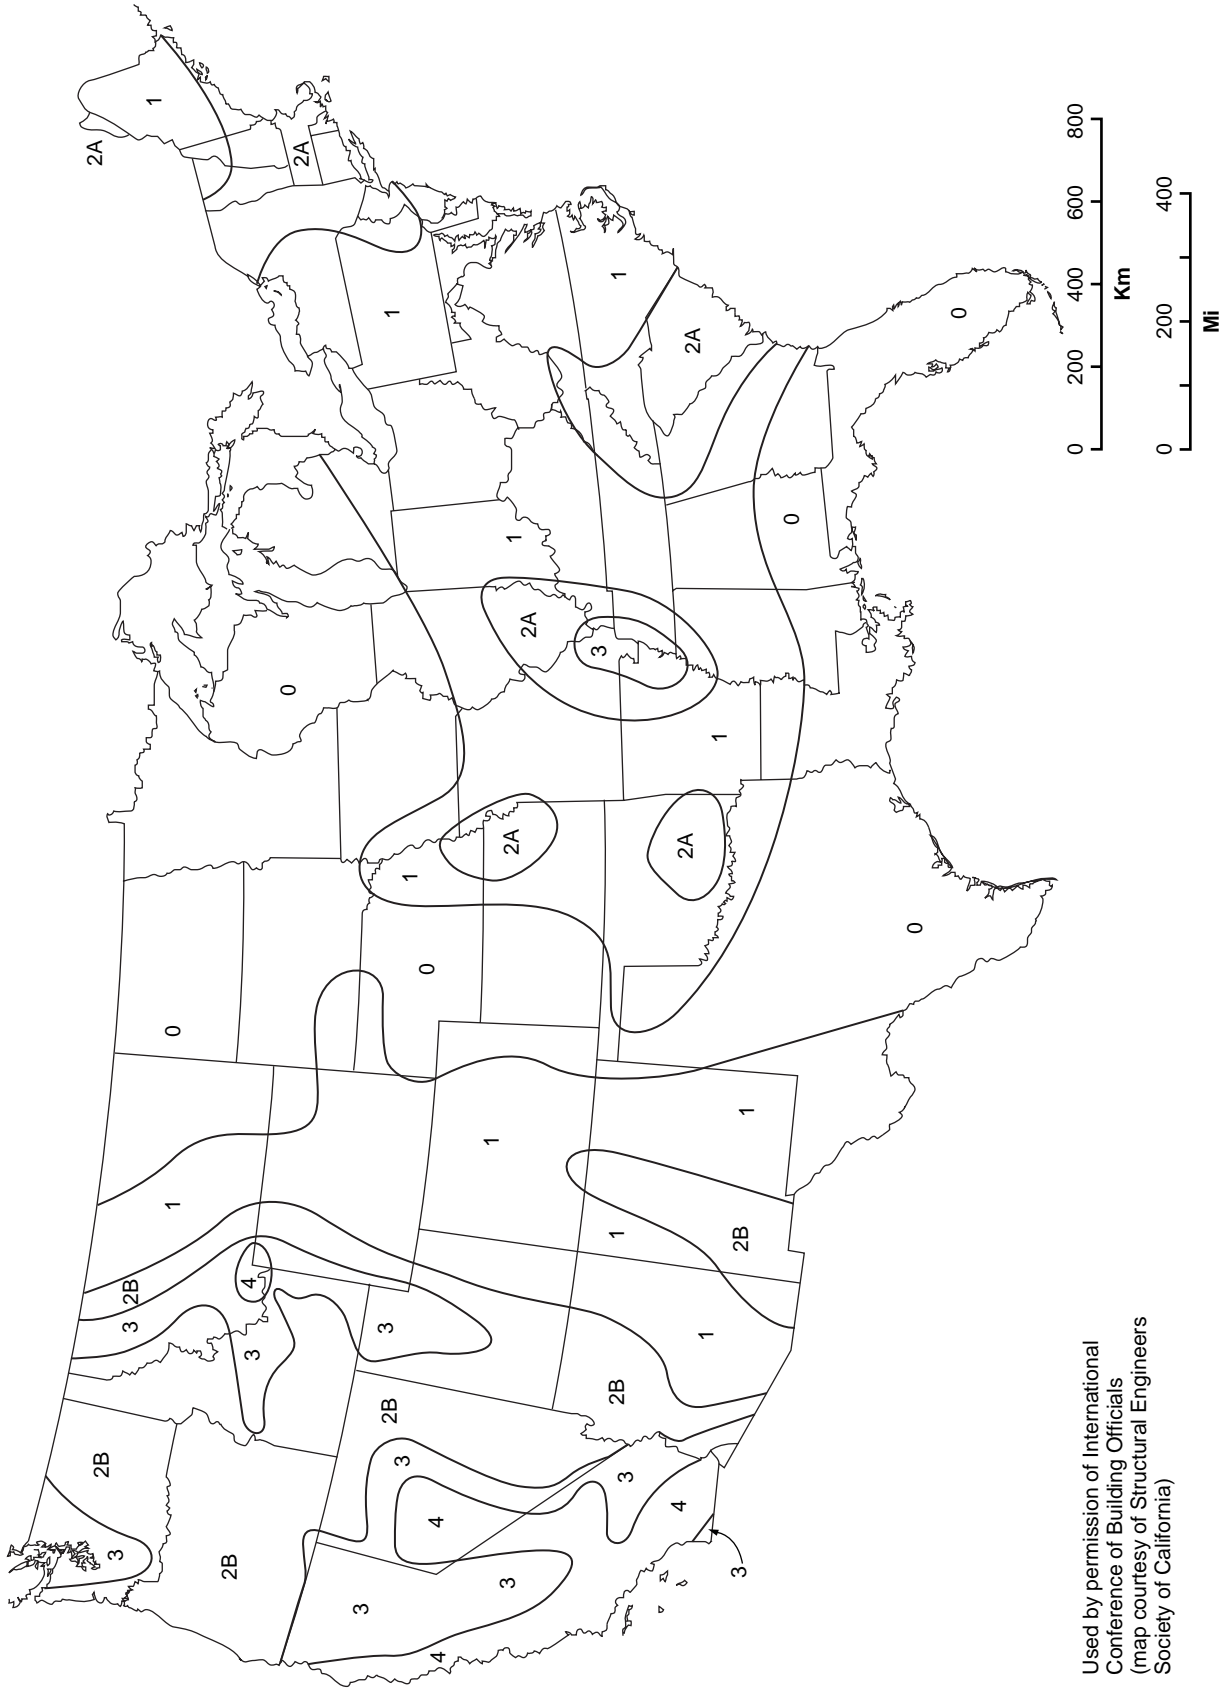 2A
2B
3
3
2B
1
1
0
2B
3
4
0
2A
3
2B
3
1
3
1
0
4
4
1
3
2A
1
2A
3
2B
1
1
3
4
2A
2A
1
1
3
2B
1
0
0
0
Used by permission of International
Conference of Building Officials
(map courtesy of Structural Engineers
Society of California)
0 200 400 600 800
Km
0 200 400
Mi